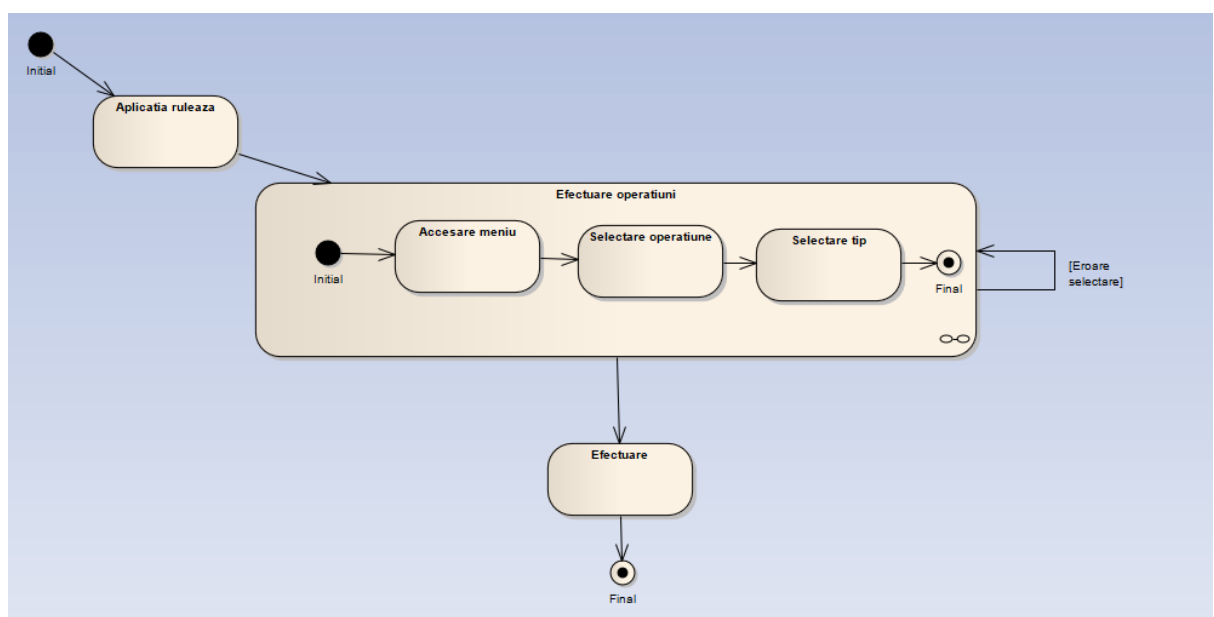 Initial
Aplicatia ruleaza
Efectuare operatiuni
Accesare meniu
Selectare operatiune
Selectare tip
Initial
Final
[Eroare
selectare]
Efectuare
Final